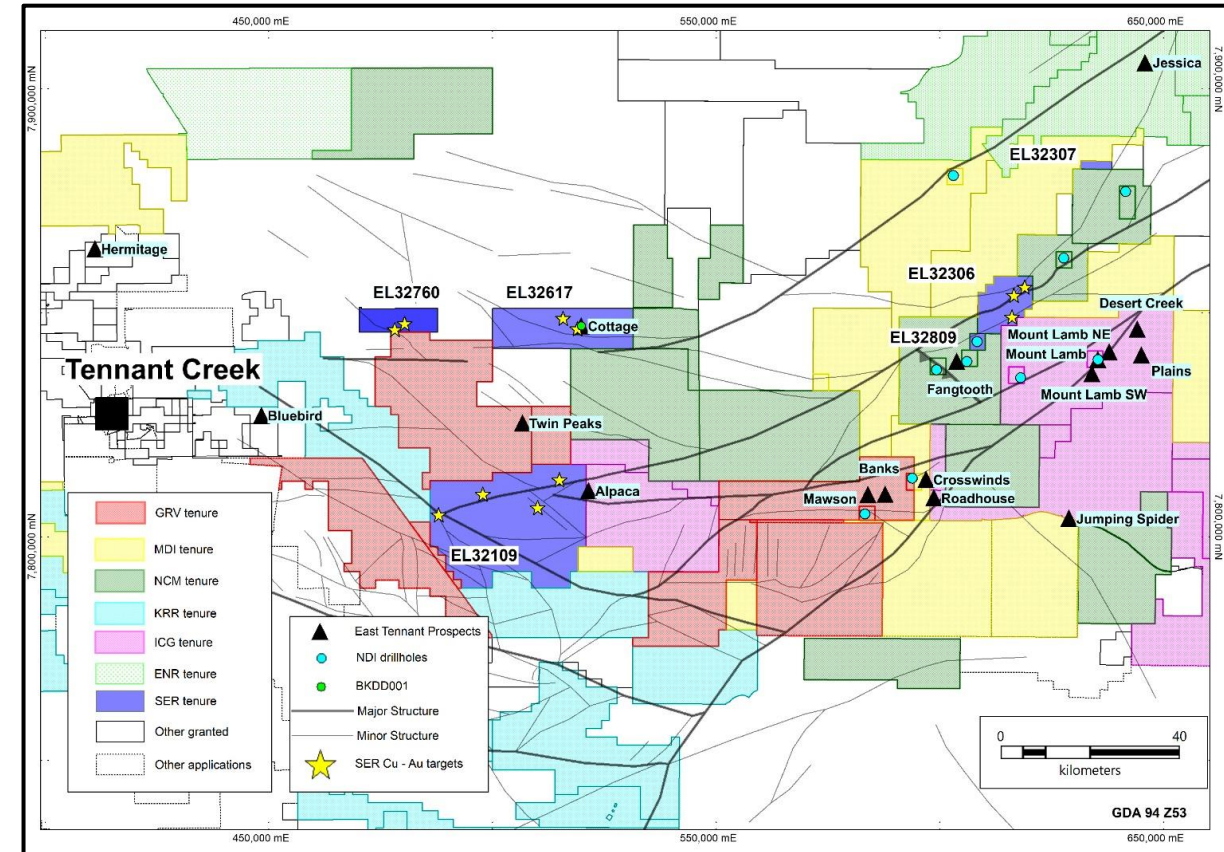 450,000 mE
550,000 mE
650,000 mE
7,900,000 mN
7,900,000 mN
Jessica
EL32307
Hermitage
EL32306
EL32760
EL32617
Desert Creek
Cottage
EL32809
Mount Lamb NE
Mount Lamb
Plains
Tennant Creek
Fangtooth
Mount Lamb SW
Bluebird
Twin Peaks
Banks
Crosswinds
Alpaca
Mawson
Roadhouse
Jumping Spider
7,800,000 mN
7,800,000 mN
EL32109
GRV tenure
MDI tenure
NCM tenure
KRR tenure
ICG tenure
ENR tenure
SER tenure
Other granted
Other applications
East Tennant Prospects
NDI drillholes
BKDD001
Major Structure
Minor Structure
SER Cu - Au targets
0 40
kilometers
GDA 94 Z53
450,000 mE
550,000 mE
650,000 mE